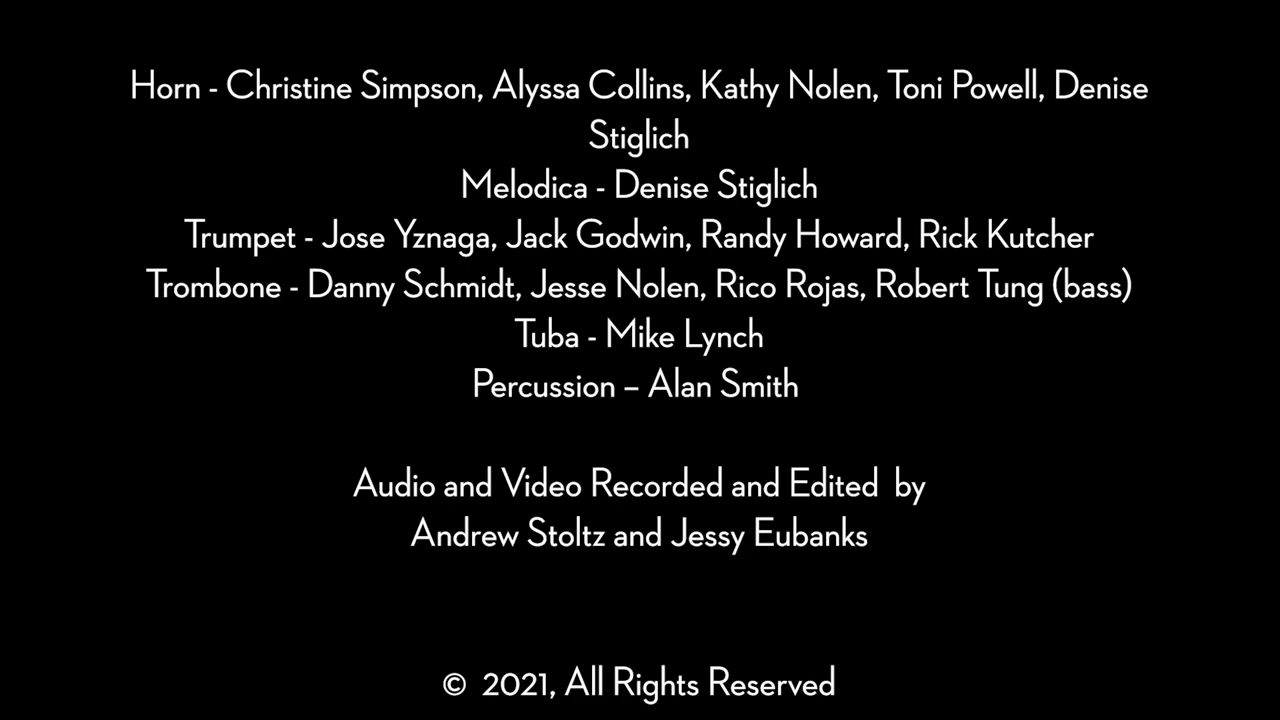 Horn - Christine Simpson, Alyssa Collins, Kathy Nolen, Toni Powell, Denise
Stiglich
Melodica - Denise Stiglich
Trumpet - Jose Yznaga, Jack Godwin, Randy Howard, Rick Kutcher
Trombone - Danny Schmidt, Jesse Nolen, Rico Rojas, Robert Tung (bass)
Tuba - Mike Lynch
Percussion – Alan Smith
Audio and Video Recorded and Edited  by
Andrew Stoltz and Jessy Eubanks
©  2021, All Rights Reserved